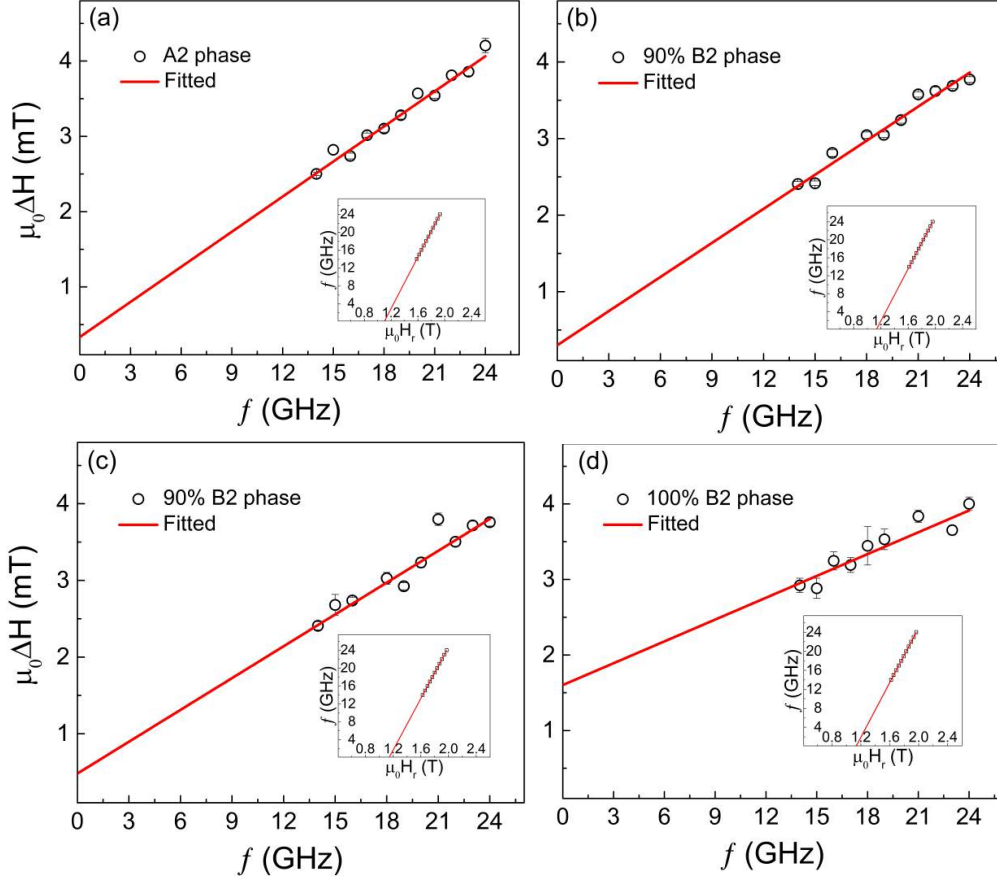 (a)
A2 phase
Fitted
μ₀ΔH (mT)
4
3
2
1
0 3 6 9 12 15 18 21 24
f (GHz)
24
20
16
12
8
4
f (GHz)
0.8 1.2 1.6 2.0 2.4
μ₀Hᵣ (T)
(b)
90% B2 phase
Fitted
4
3
2
1
0 3 6 9 12 15 18 21 24
f (GHz)
24
20
16
12
8
4
f (GHz)
0.8 1.2 1.6 2.0 2.4
μ₀Hᵣ (T)
(c)
90% B2 phase
Fitted
μ₀ΔH (mT)
4
3
2
1
0 3 6 9 12 15 18 21 24
f (GHz)
24
20
16
12
8
4
f (GHz)
0.8 1.2 1.6 2.0 2.4
μ₀Hᵣ (T)
(d)
100% B2 phase
Fitted
4
3
2
1
0 3 6 9 12 15 18 21 24
f (GHz)
24
20
16
12
8
4
f (GHz)
0.8 1.2 1.6 2.0 2.4
μ₀Hᵣ (T)